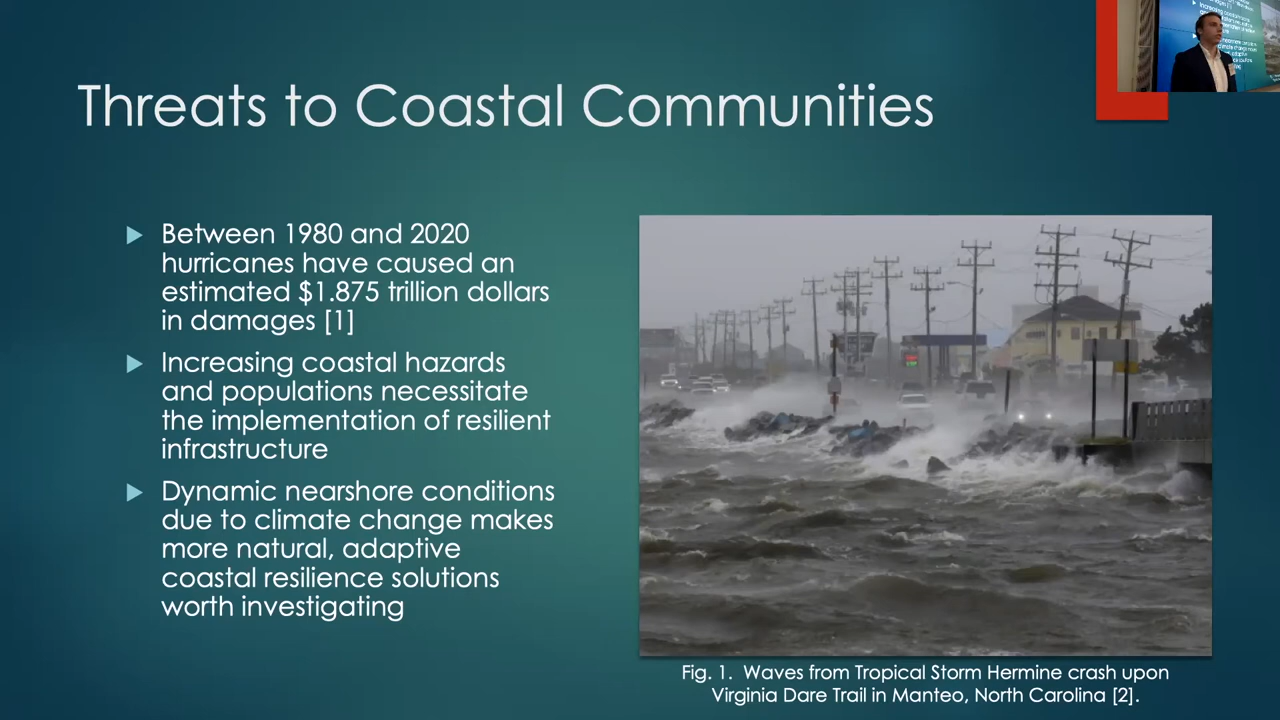 Threats to Coastal Communities
Between 1980 and 2020
hurricanes have caused an
estimated $1.875 trillion dollars
in damages [1]
Increasing coastal hazards
and populations necessitate
the implementation of resilient
infrastructure
Dynamic nearshore conditions
due to climate change makes
more natural, adaptive
coastal resilience solutions
worth investigating
Fig. 1. Waves from Tropical Storm Hermine crash upon
Virginia Dare Trail in Manteo, North Carolina [2].